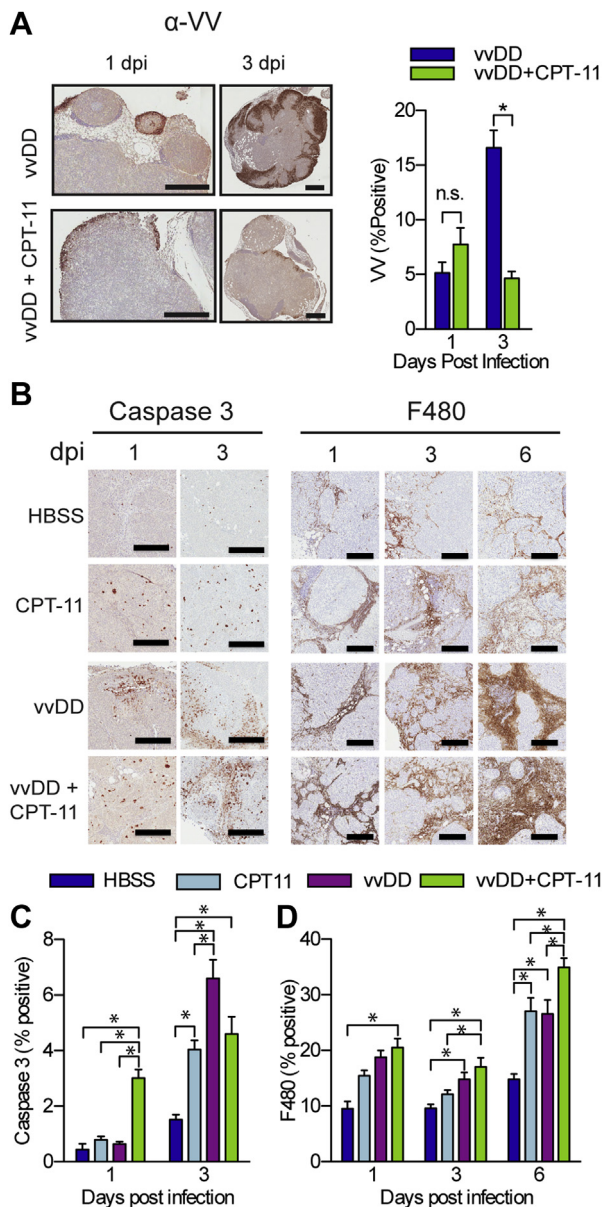 A
α-VV
1 dpi
3 dpi
vvDD
vvDD + CPT-11
vvDD
vvDD+CPT-11
VV (%Positive)
20
15
10
5
0
n.s.
*
1
3
Days Post Infection
B
Caspase 3
F480
dpi
1
3
1
3
6
HBSS
CPT-11
vvDD
vvDD +
CPT-11
HBSS
CPT11
vvDD
vvDD+CPT-11
C
Caspase 3 (% positive)
8
6
4
2
0
*
*
*
*
*
*
*
1
3
Days post infection
D
F480 (% positive)
40
30
20
10
0
*
*
*
*
*
*
*
*
*
1
3
6
Days post infection